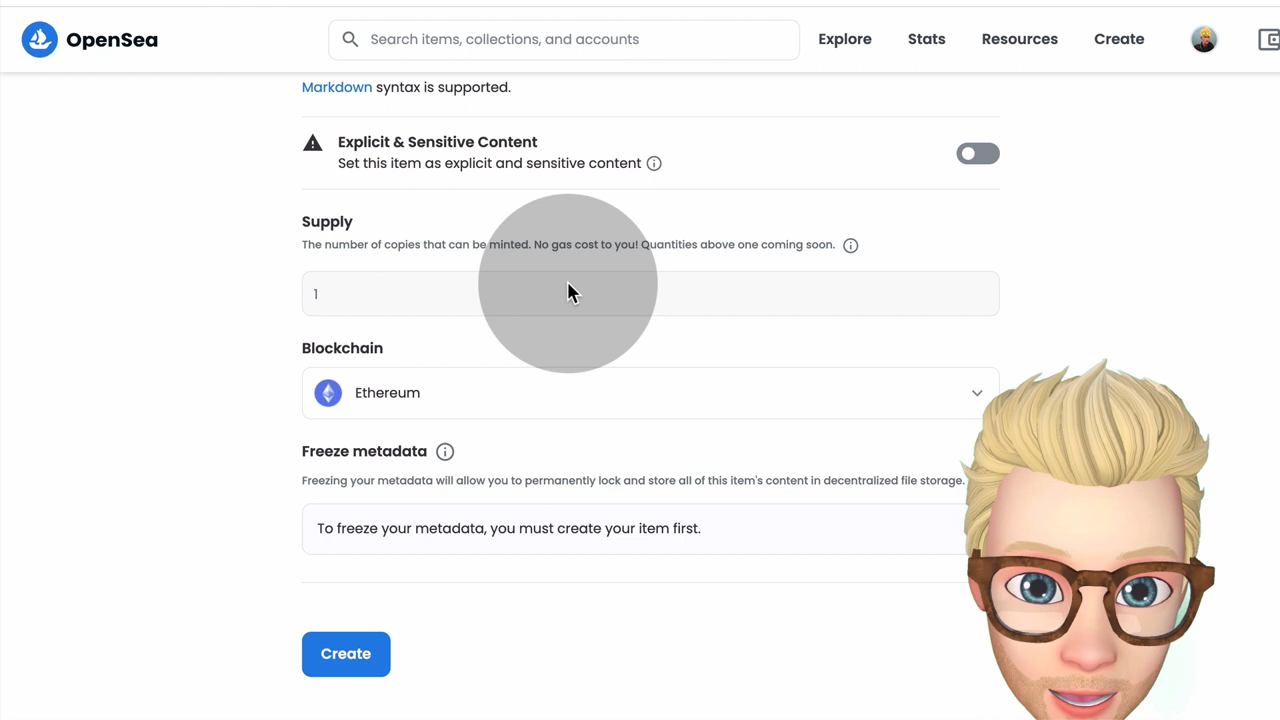 OpenSea
Search items, collections, and accounts
Explore
Stats
Resources
Create
Markdown syntax is supported.
Explicit & Sensitive Content
Set this item as explicit and sensitive content
Supply
The number of copies that can be minted. No gas cost to you! Quantities above one coming soon.
1
Blockchain
Ethereum
Freeze metadata
Freezing your metadata will allow you to permanently lock and store all of this item's content in decentralized file storage.
To freeze your metadata, you must create your item first.
Create